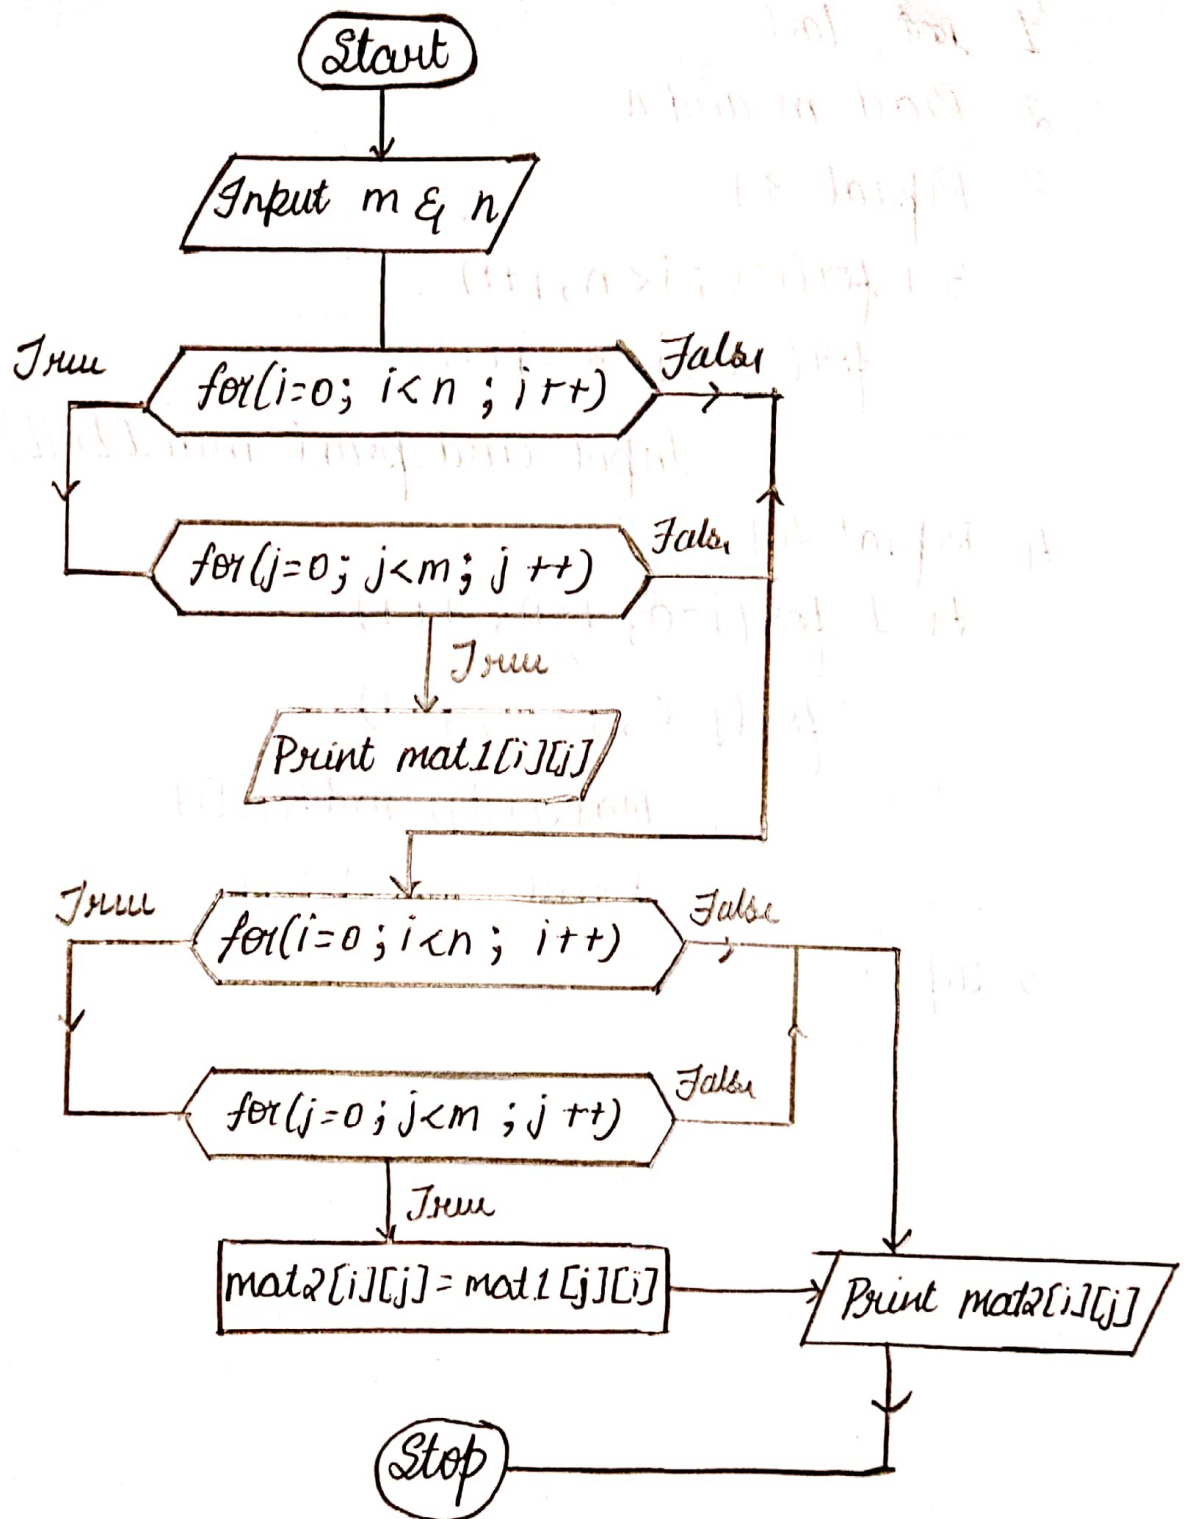 Start
Input m & n
True
False
for(i=0; i<n ; i++)
False
for(j=0; j<m; j++)
True
Print mat1[i][j]
True
False
for(i=0; i<n; i++)
False
for(j=0; j<m ; j++)
True
mat2[i][j]=mat1[j][i]
Print mat2[i][j]
Stop